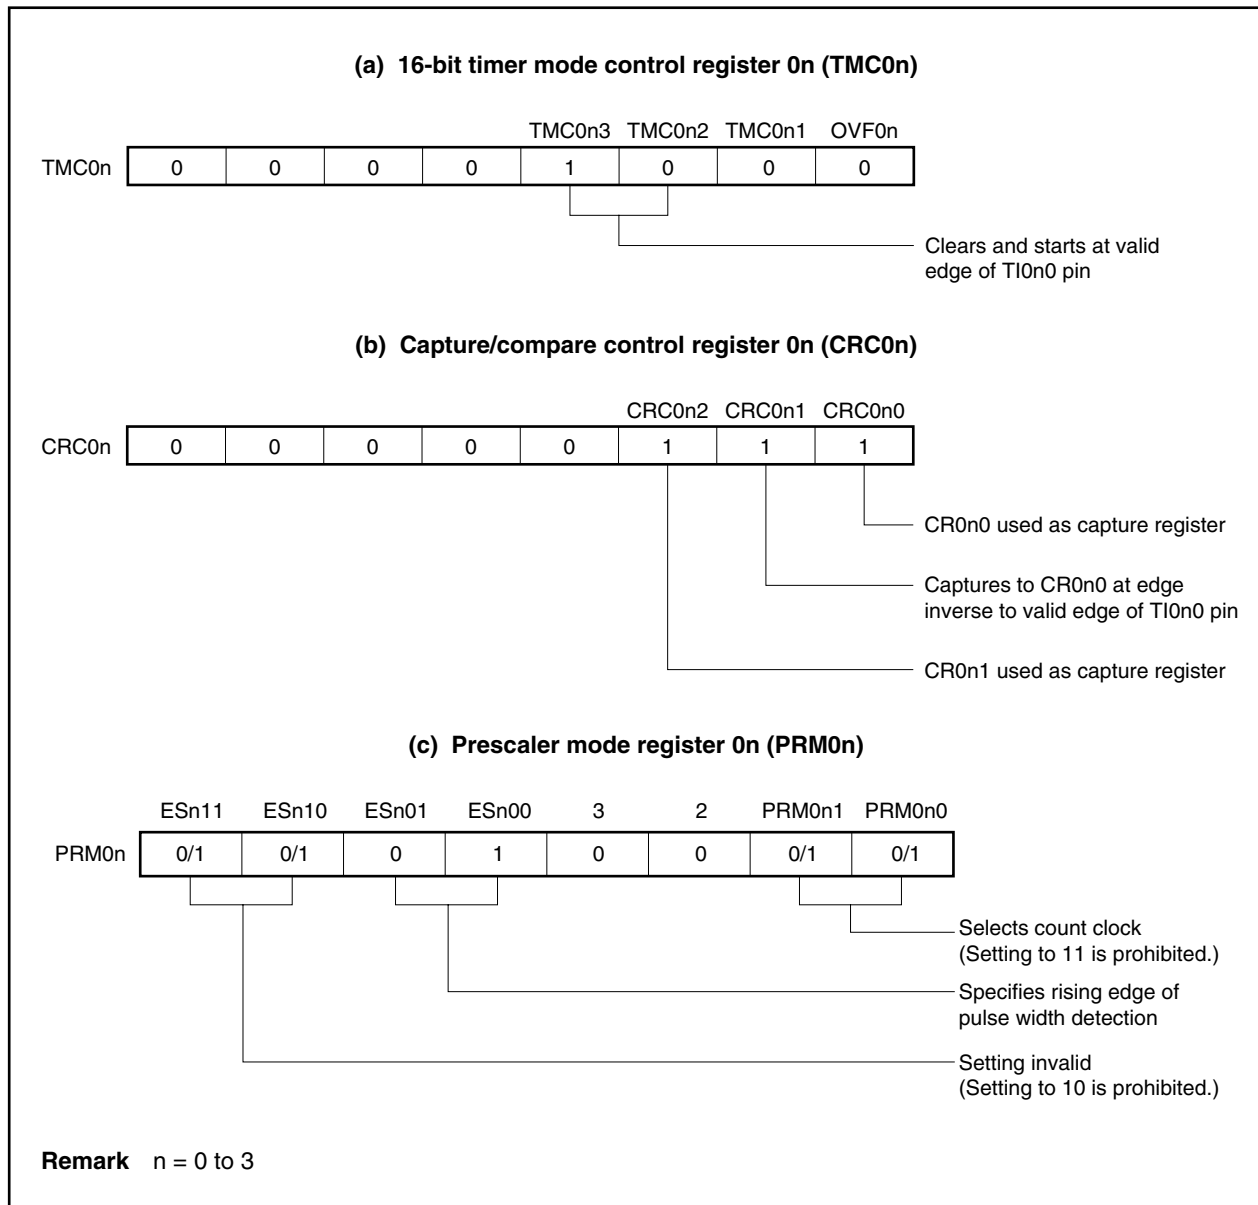 (a) 16-bit timer mode control register 0n (TMC0n)
TMC0n3 TMC0n2 TMC0n1 OVF0n
TMC0n 0 0 0 0 1 0 0 0
Clears and starts at valid
edge of TI0n0 pin
(b) Capture/compare control register 0n (CRC0n)
CRC0n2 CRC0n1 CRC0n0
CRC0n 0 0 0 0 0 1 1 1
CR0n0 used as capture register
Captures to CR0n0 at edge
inverse to valid edge of TI0n0 pin
CR0n1 used as capture register
(c) Prescaler mode register 0n (PRM0n)
ESn11 ESn10 ESn01 ESn00 3 2 PRM0n1 PRM0n0
PRM0n 0/1 0/1 0 1 0 0 0/1 0/1
Selects count clock
(Setting to 11 is prohibited.)
Specifies rising edge of
pulse width detection
Setting invalid
(Setting to 10 is prohibited.)
Remark n = 0 to 3